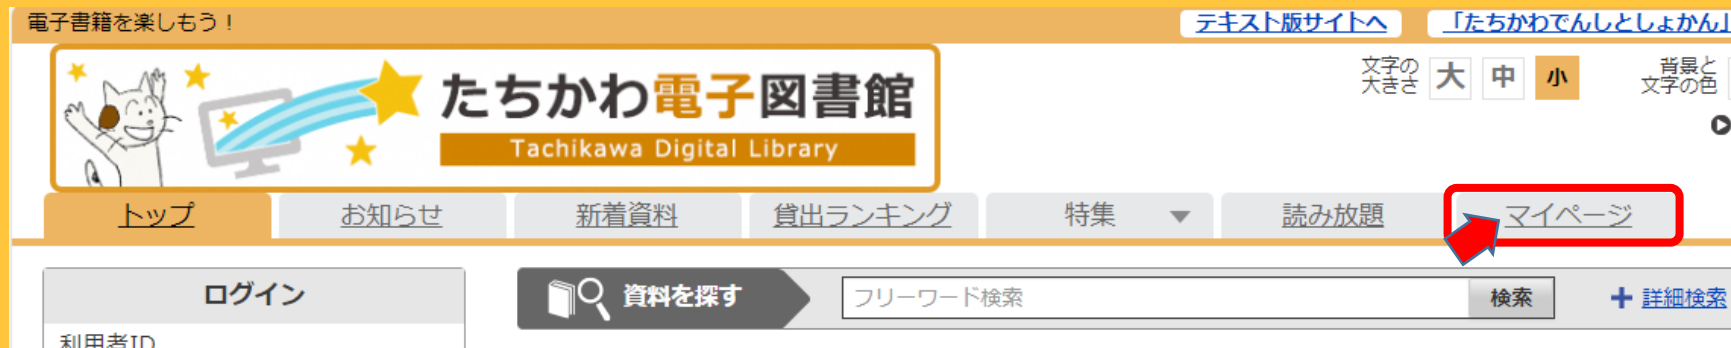 電子書籍を楽しもう！
テキスト版サイトへ
「たちかわでんしとしょかん」
たちかわ電子図書館
Tachikawa Digital Library
文字の
大きさ
大 中 小
背景と
文字の色
トップ お知らせ 新着資料 貸出ランキング 特集 ▼ 読み放題 マイページ
ログイン
資料を探す
フリーワード検索
検索
+ 詳細検索
利用者ID